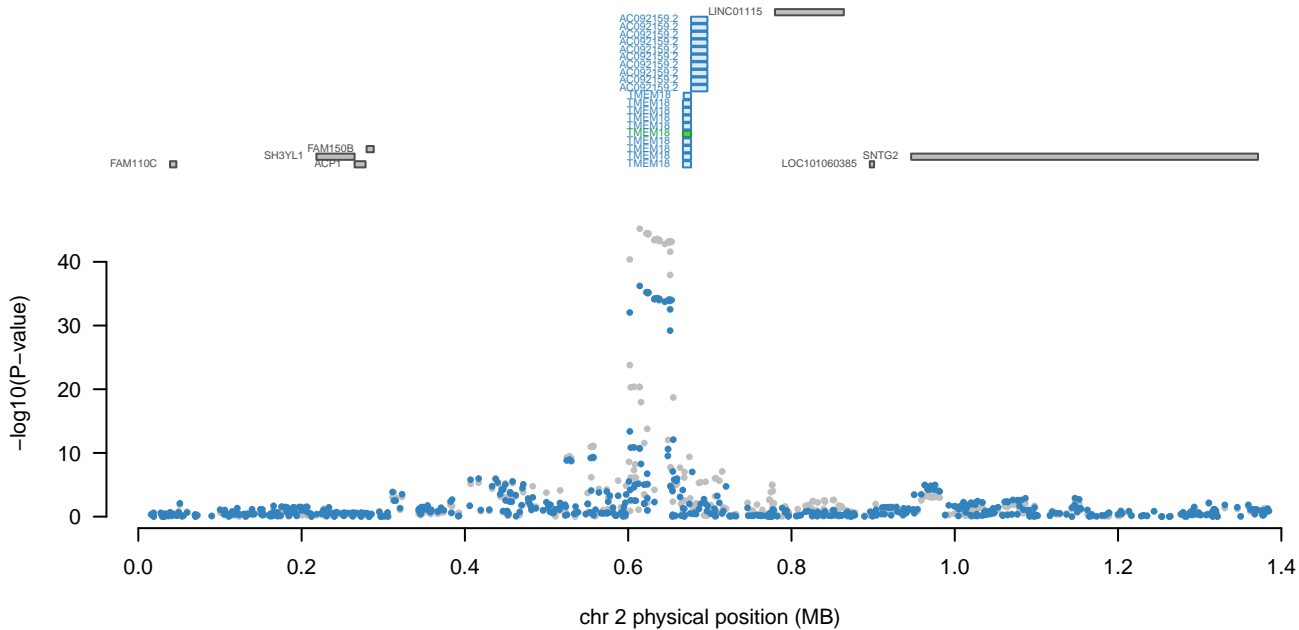 LINC01115
AC092159.2
AC092159.2
AC092159.2
AC092159.2
AC092159.2
AC092159.2
AC092159.2
AC092159.2
AC092159.2
AC092159.2
TMEM18
TMEM18
TMEM18
TMEM18
TMEM18
TMEM18
TMEM18
FAM150B
TMEM18
SH3YL1
TMEM18
SNTG2
FAM110C
ACP1
TMEM18
LOC101060385
40
30
20
10
0
−log10(P−value)
0.0 0.2 0.4 0.6 0.8 1.0 1.2 1.4
chr 2 physical position (MB)